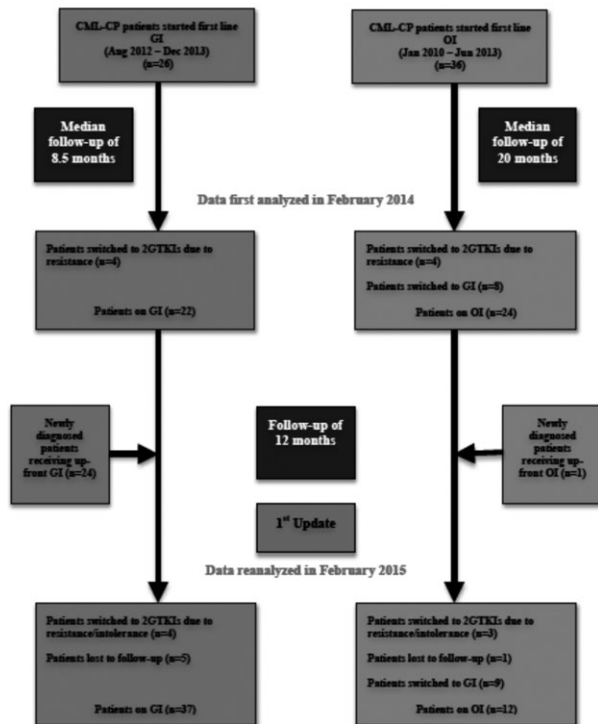 CML-CP patients started first line
GI
(Aug 2012 – Dec 2013)
(n=26)
CML-CP patients started first line
OI
(Jan 2010 – Jun 2013)
(n=36)
Median
follow-up of
8.5 months
Median
follow-up of
20 months
Data first analyzed in February 2014
Patients switched to 2GTKIs due to
resistance (n=4)
Patients on GI (n=22)
Patients switched to 2GTKIs due to
resistance (n=4)
Patients switched to GI (n=8)
Patients on OI (n=24)
Newly
diagnosed
patients
receiving up-
front GI (n=24)
Follow-up of
12 months
Newly
diagnosed
patients
receiving up-
front OI (n=1)
1st Update
Data reanalyzed in February 2015
Patients switched to 2GTKIs due to
resistance/intolerance (n=4)
Patients lost to follow-up (n=5)
Patients on GI (n=37)
Patients switched to 2GTKIs due to
resistance/intolerance (n=3)
Patients lost to follow-up (n=1)
Patients switched to GI (n=9)
Patients on OI (n=12)